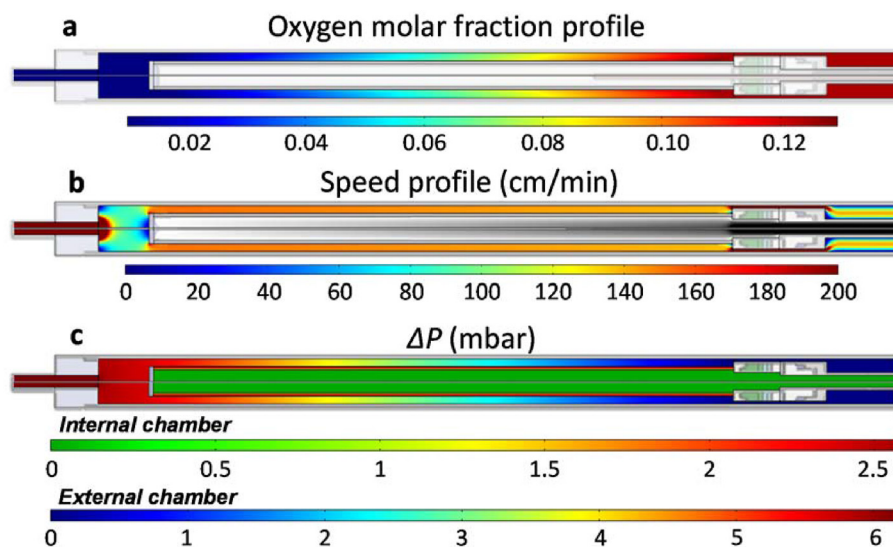 a Oxygen molar fraction profile
0.02 0.04 0.06 0.08 0.10 0.12
b Speed profile (cm/min)
0 20 40 60 80 100 120 140 160 180 200
c ΔP (mbar)
Internal chamber
0 0.5 1 1.5 2 2.5
External chamber
0 1 2 3 4 5 6